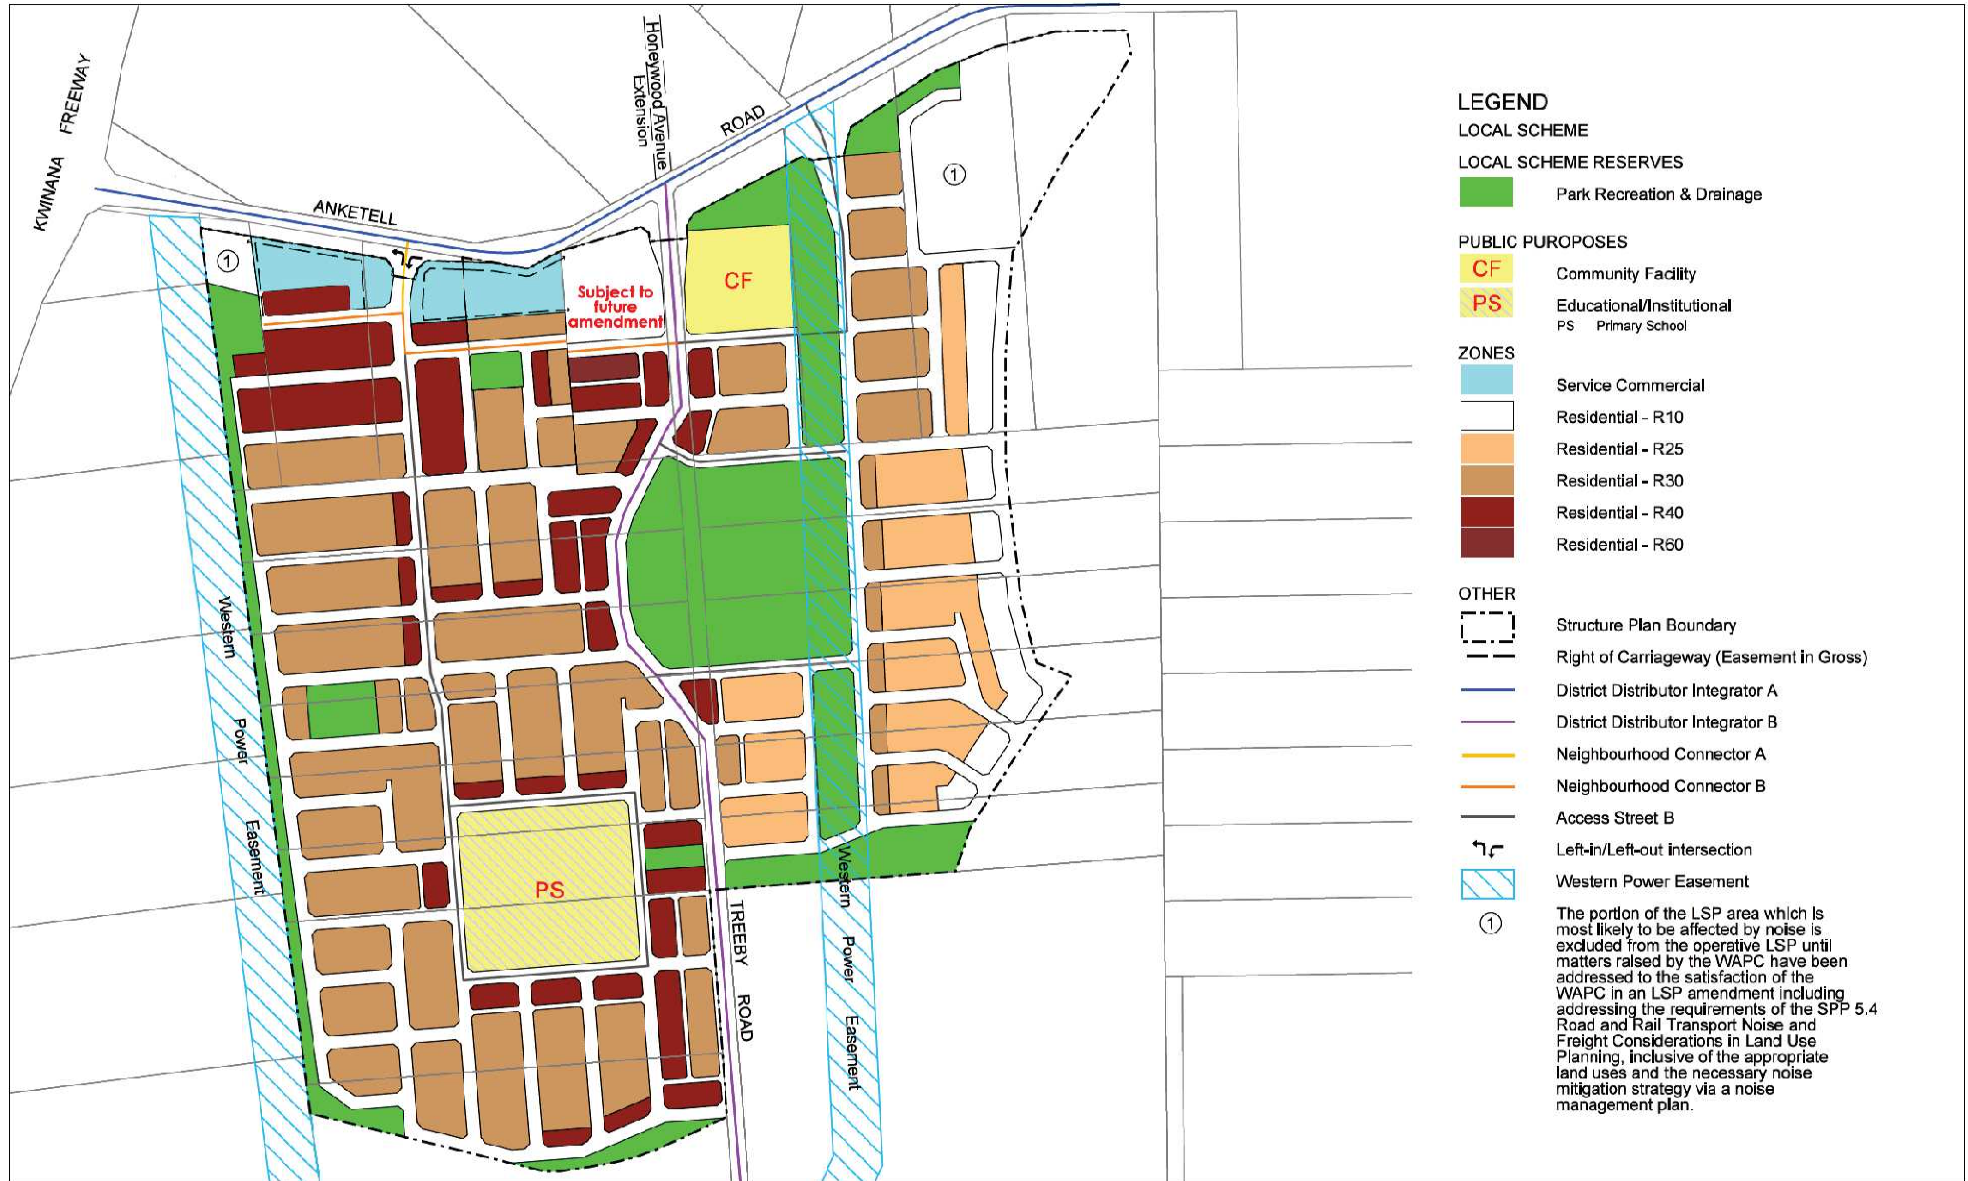 KWINANA FREEWAY
Honeywood Avenue
Extension
ROAD
ANKETELL
1
1
CF
Subject to
future
amendment
Western
Power
Easement
PS
TREEBY
ROAD
Western
Power
Easement
LEGEND
LOCAL SCHEME
LOCAL SCHEME RESERVES
Park Recreation & Drainage
PUBLIC PUROPOSES
CF Community Facility
PS Educational/Institutional
PS Primary School
ZONES
Service Commercial
Residential - R10
Residential - R25
Residential - R30
Residential - R40
Residential - R60
OTHER
Structure Plan Boundary
Right of Carriageway (Easement in Gross)
District Distributor Integrator A
District Distributor Integrator B
Neighbourhood Connector A
Neighbourhood Connector B
Access Street B
Left-in/Left-out intersection
Western Power Easement
1 The portion of the LSP area which is
most likely to be affected by noise is
excluded from the operative LSP until
matters raised by the WAPC have been
addressed to the satisfaction of the
WAPC in an LSP amendment including
addressing the requirements of the SPP 5.4
Road and Rail Transport Noise and
Freight Considerations in Land Use
Planning, inclusive of the appropriate
land uses and the necessary noise
mitigation strategy via a noise
management plan.